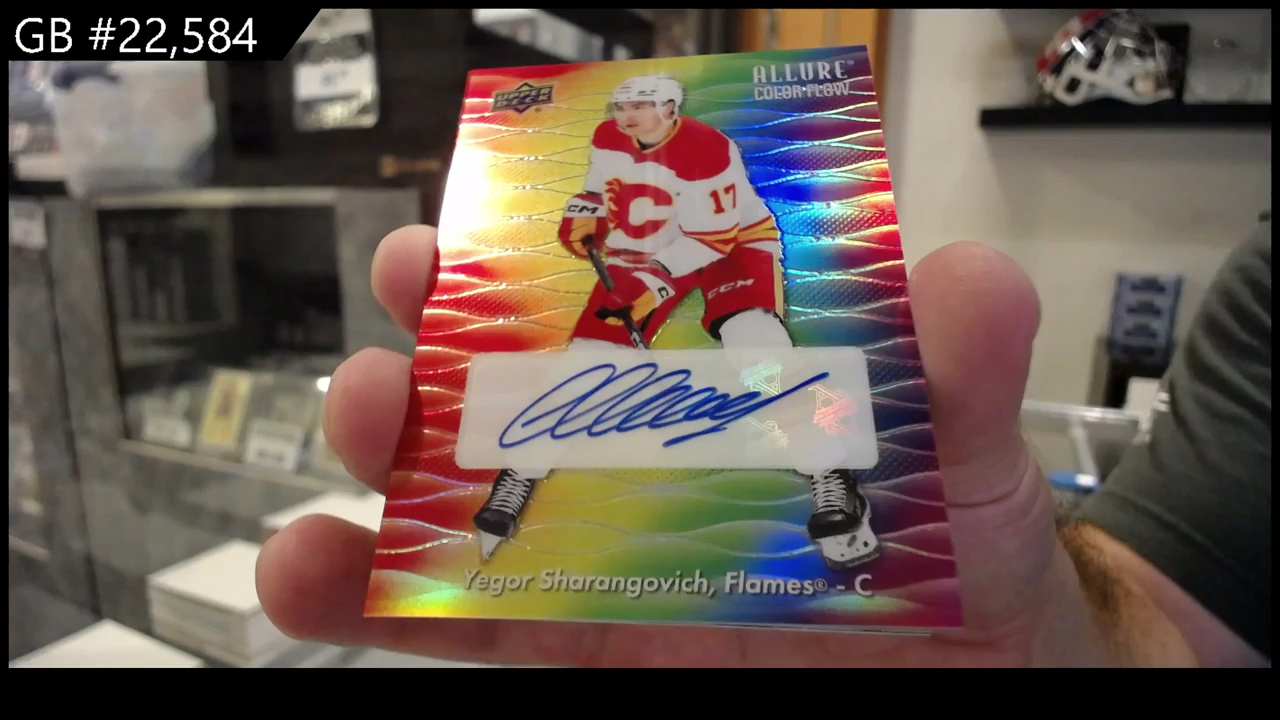 GB #22,584
UPPER DECK
ALLURE®
COLOR FLOW
17
C
CCM
CCM
Yegor Sharangovich, Flames® - C